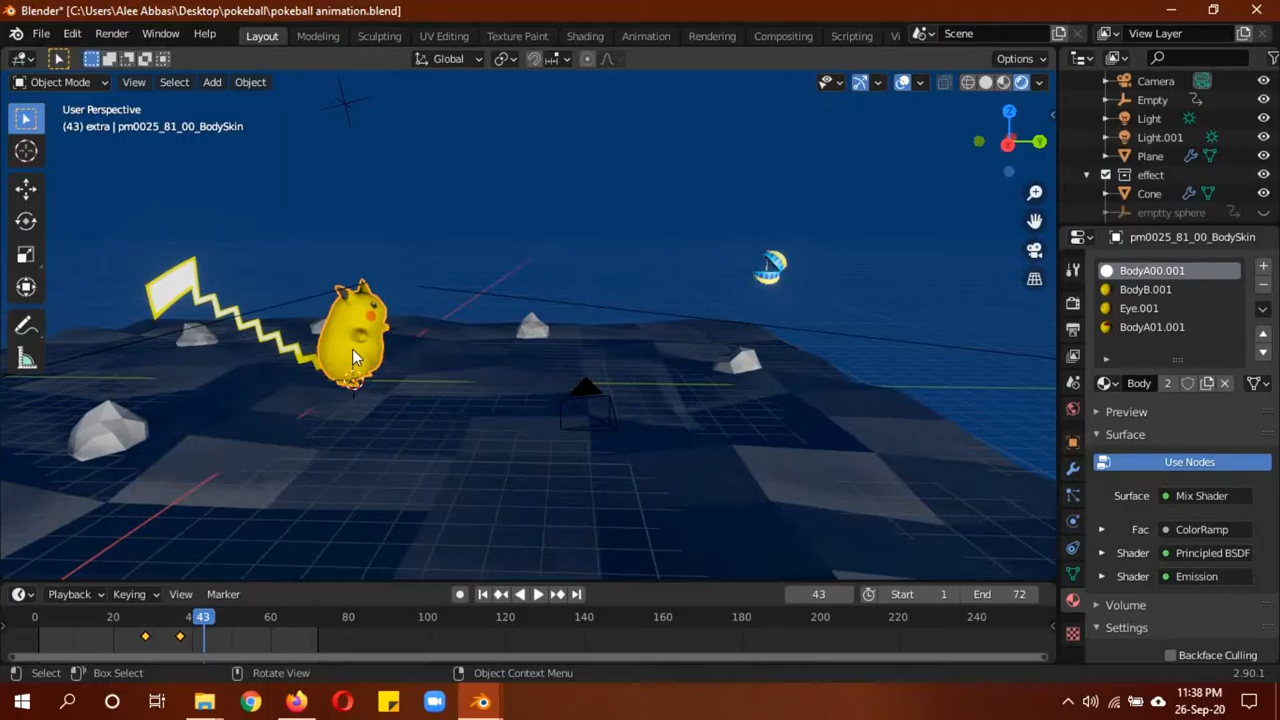 Blender* [C:\Users\Alee Abbasi\Desktop\pokeball\pokeball animation.blend]
File Edit Render Window Help Layout Modeling Sculpting UV Editing Texture Paint Shading Animation Rendering Compositing Scripting Vi Scene View Layer
Global Options
Object Mode View Select Add Object
User Perspective
(43) extra | pm0025_81_00_BodySkin
Z
Y
X
Camera
Empty
Light
Light.001
Plane
effect
Cone
emptty sphere
pm0025_81_00_BodySkin
BodyA00.001
BodyB.001
Eye.001
BodyA01.001
Body 2
Preview
Surface
Use Nodes
Surface Mix Shader
Fac ColorRamp
Shader Principled BSDF
Shader Emission
Volume
Settings
Backface Culling
Playback Keying View Marker 43 Start 1 End 72
0 20 4 43 60 80 100 120 140 160 180 200 220 240
Select Box Select Rotate View Object Context Menu 2.90.1
11:38 PM
26-Sep-20